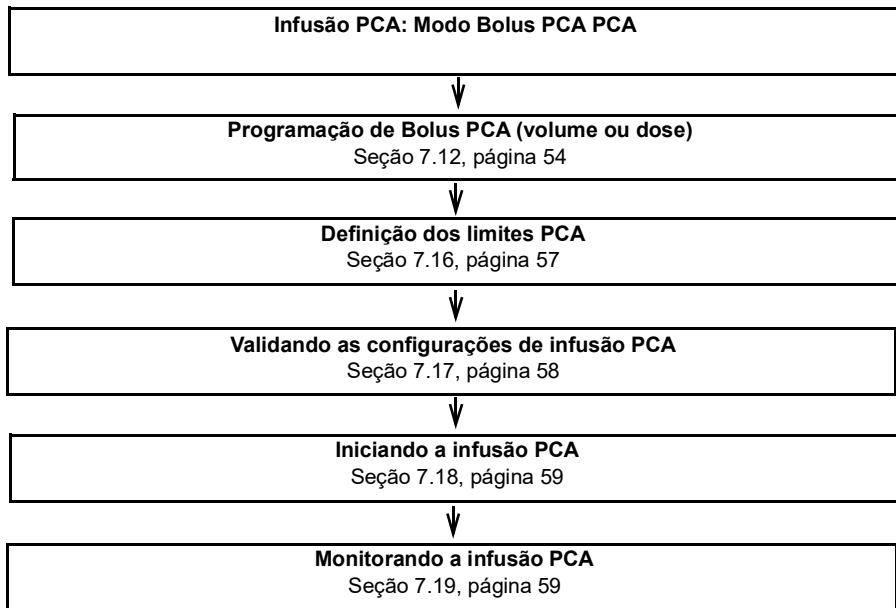 Infusão PCA: Modo Bolus PCA PCA
Programação de Bolus PCA (volume ou dose)
Seção 7.12, página 54
Definição dos limites PCA
Seção 7.16, página 57
Validando as configurações de infusão PCA
Seção 7.17, página 58
Iniciando a infusão PCA
Seção 7.18, página 59
Monitorando a infusão PCA
Seção 7.19, página 59